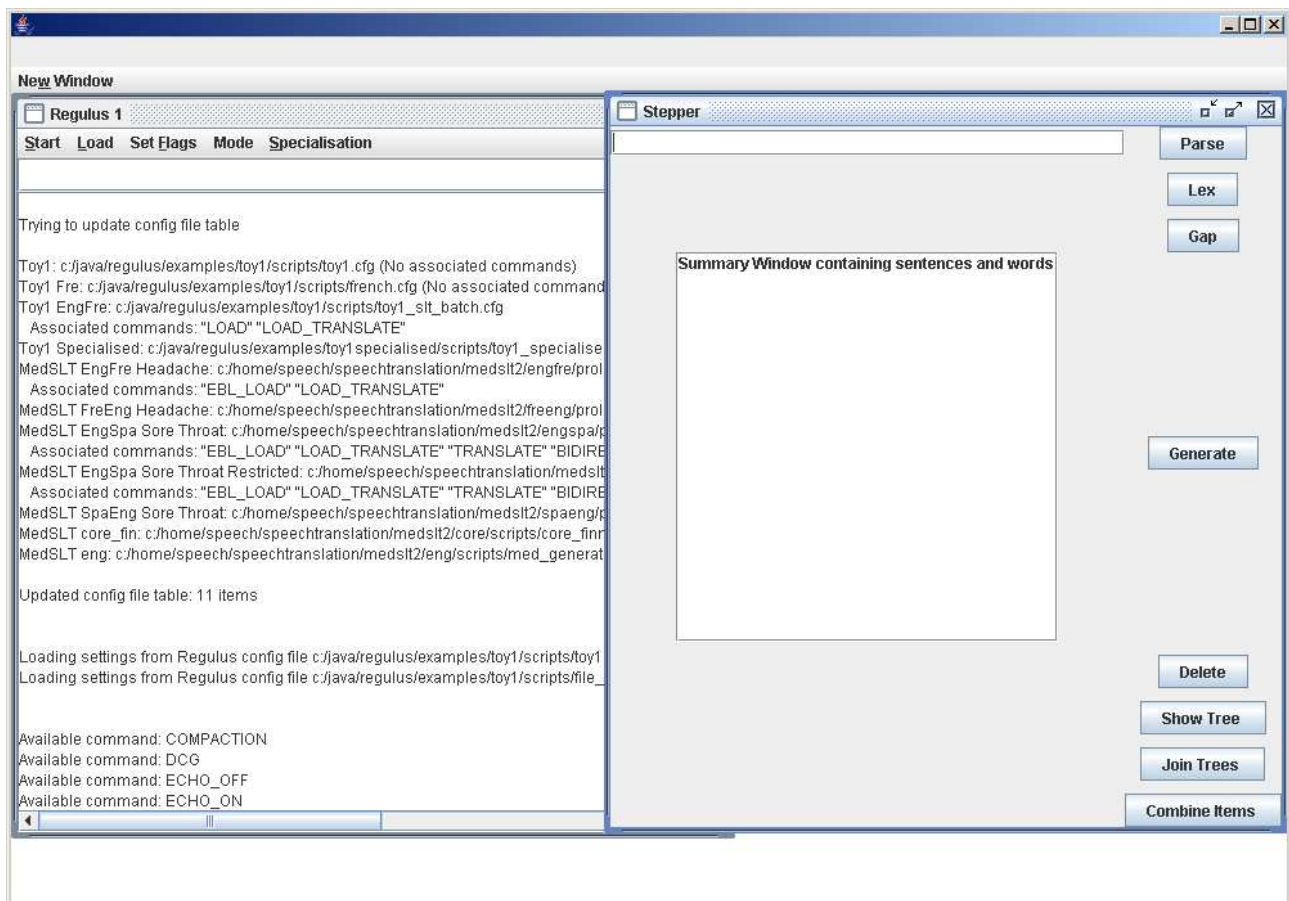 New Window
Regulus 1
Start Load Set Flags Mode Specialisation
Trying to update config file table
Toy1: c:/java/regulus/examples/toy1/scripts/toy1.cfg (No associated commands)
Toy1 Fre: c:/java/regulus/examples/toy1/scripts/french.cfg (No associated command
Toy1 EngFre: c:/java/regulus/examples/toy1/scripts/toy1_slt_batch.cfg
Associated commands: "LOAD" "LOAD_TRANSLATE"
Toy1 Specialised: c:/java/regulus/examples/toy1specialised/scripts/toy1_specialise
MedSLT EngFre Headache: c:/home/speech/speechtranslation/medslt2/engfre/prol
Associated commands: "EBL_LOAD" "LOAD_TRANSLATE"
MedSLT FreEng Headache: c:/home/speech/speechtranslation/medslt2/freeng/prol
MedSLT EngSpa Sore Throat: c:/home/speech/speechtranslation/medslt2/engspa/p
Associated commands: "EBL_LOAD" "LOAD_TRANSLATE" "TRANSLATE" "BIDIRE
MedSLT EngSpa Sore Throat Restricted: c:/home/speech/speechtranslation/medslt
Associated commands: "EBL_LOAD" "LOAD_TRANSLATE" "TRANSLATE" "BIDIRE
MedSLT SpaEng Sore Throat: c:/home/speech/speechtranslation/medslt2/spaeng/p
MedSLT core_fin: c:/home/speech/speechtranslation/medslt2/core/scripts/core_finr
MedSLT eng: c:/home/speech/speechtranslation/medslt2/eng/scripts/med_generat
Updated config file table: 11 items
Loading settings from Regulus config file c:/java/regulus/examples/toy1/scripts/toy1
Loading settings from Regulus config file c:/java/regulus/examples/toy1/scripts/file_
Available command: COMPACTION
Available command: DCG
Available command: ECHO_OFF
Available command: ECHO_ON
Stepper
Parse
Lex
Gap
Summary Window containing sentences and words
Generate
Delete
Show Tree
Join Trees
Combine Items